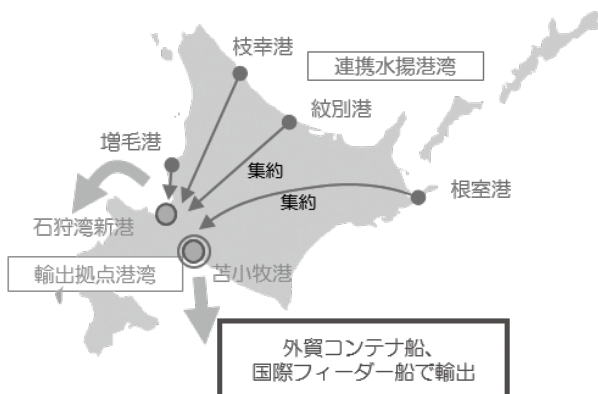 枝幸港
連携水揚港湾
紋別港
増毛港
集約
根室港
集約
石狩湾新港
輸出拠点港湾
苫小牧港
外貿コンテナ船、
国際フィーダー船で輸出